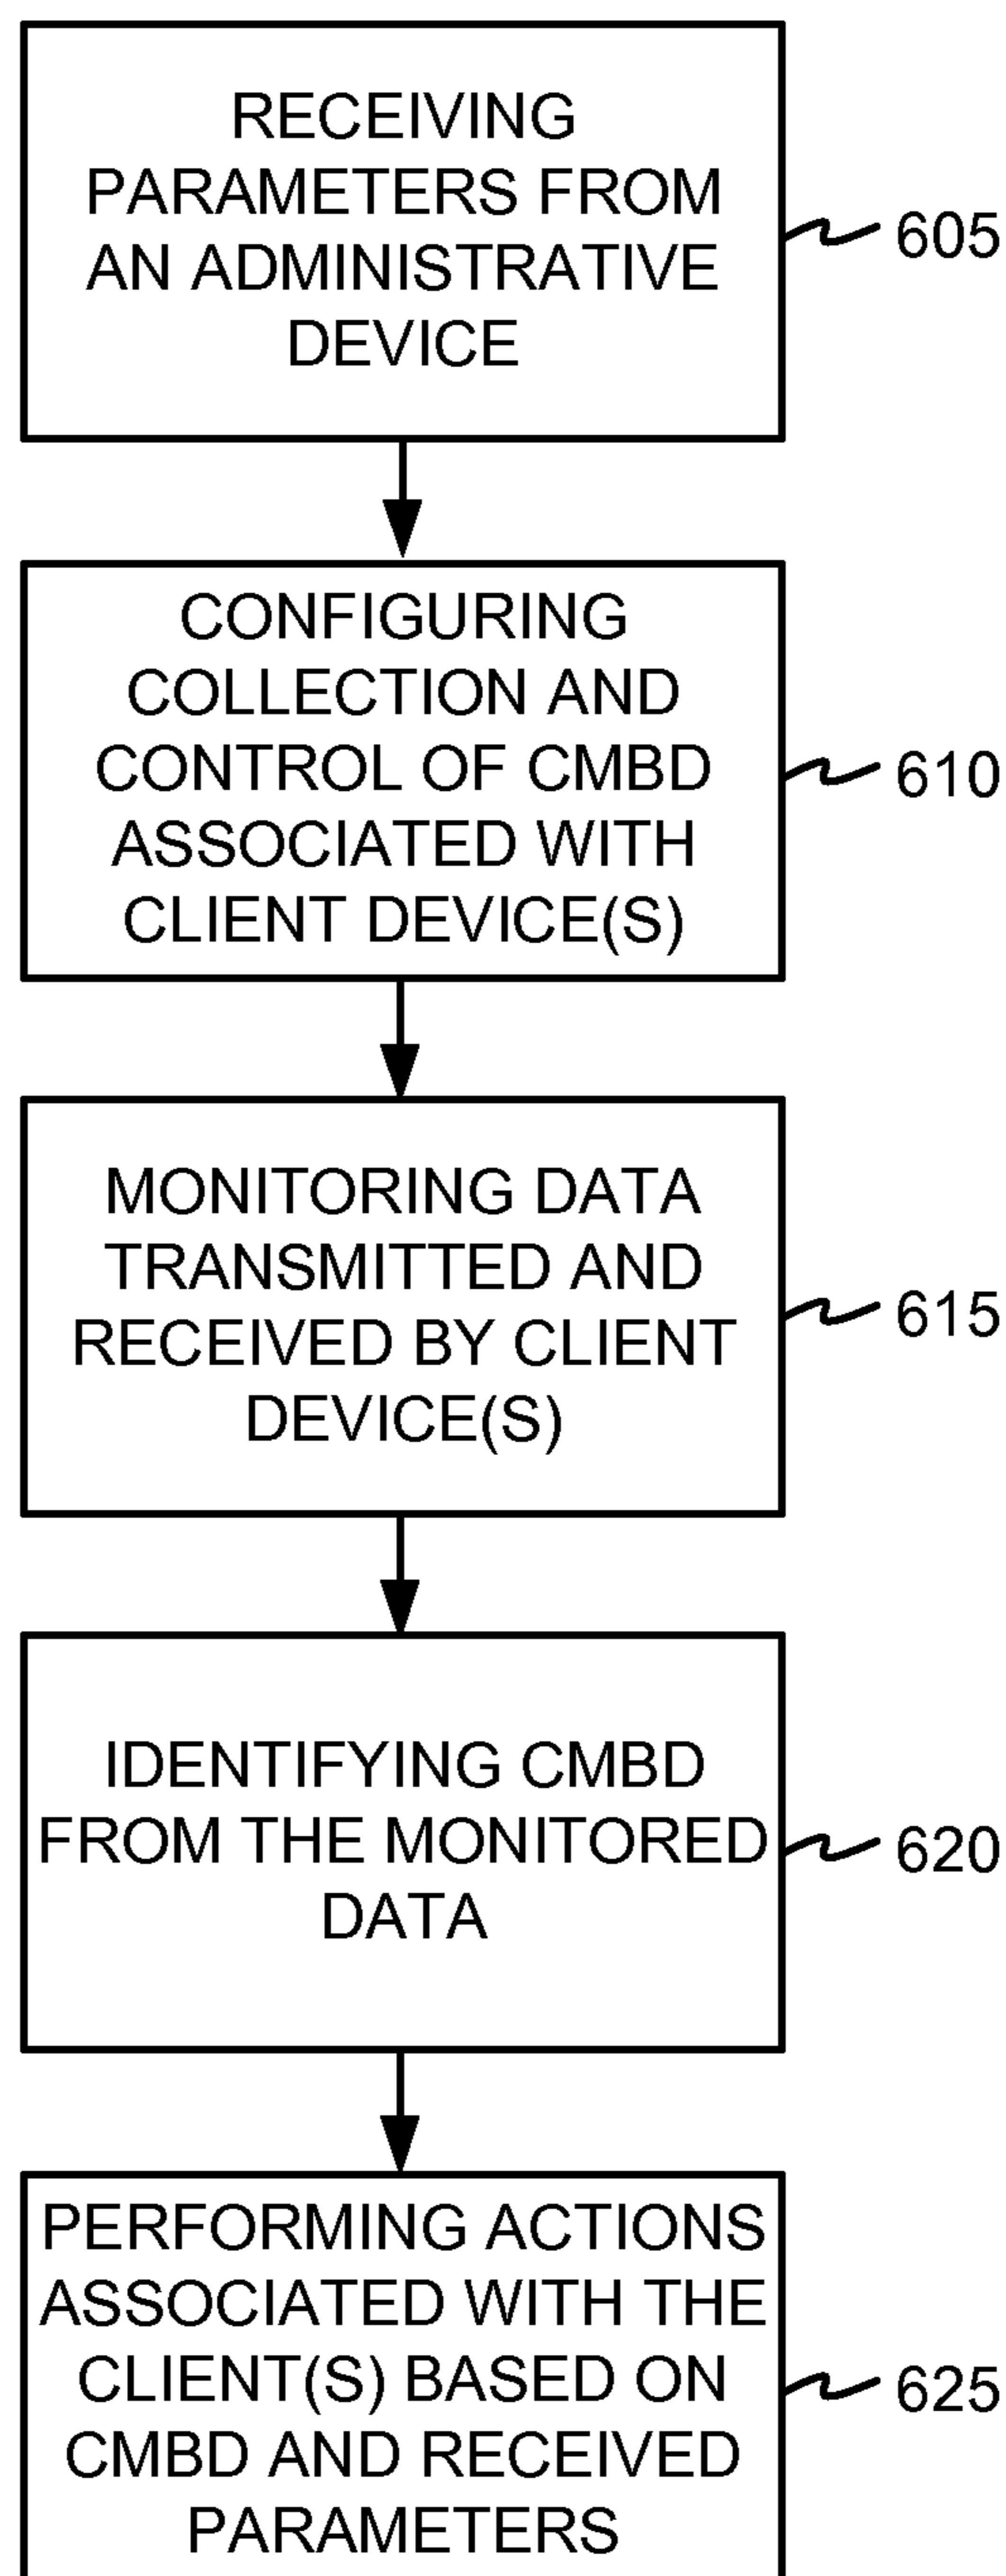 RECEIVING
PARAMETERS FROM
AN ADMINISTRATIVE
DEVICE
605
CONFIGURING
COLLECTION AND
CONTROL OF CMBD
ASSOCIATED WITH
CLIENT DEVICE(S)
610
MONITORING DATA
TRANSMITTED AND
RECEIVED BY CLIENT
DEVICE(S)
615
IDENTIFYING CMBD
FROM THE MONITORED
DATA
620
PERFORMING ACTIONS
ASSOCIATED WITH THE
CLIENT(S) BASED ON
CMBD AND RECEIVED
PARAMETERS
625